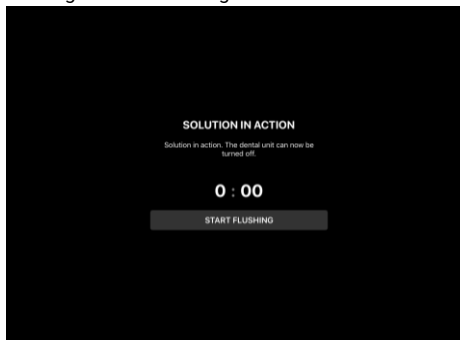 SOLUTION IN ACTION
Solution in action. The dental unit can now be
turned off.
0 : 00
START FLUSHING